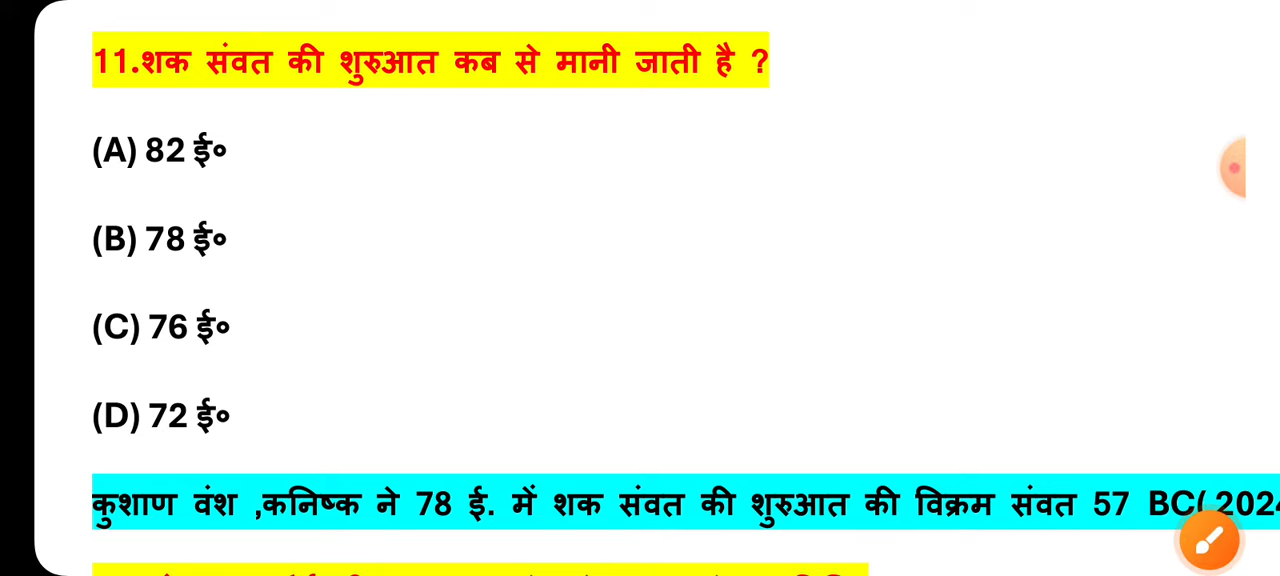 11.शक संवत की शुरुआत कब से मानी जाती है ?
(A) 82 ई०
(B) 78 ई०
(C) 76 ई०
(D) 72 ई०
कुशाण वंश ,कनिष्क ने 78 ई. में शक संवत की शुरुआत की विक्रम संवत 57 BC(